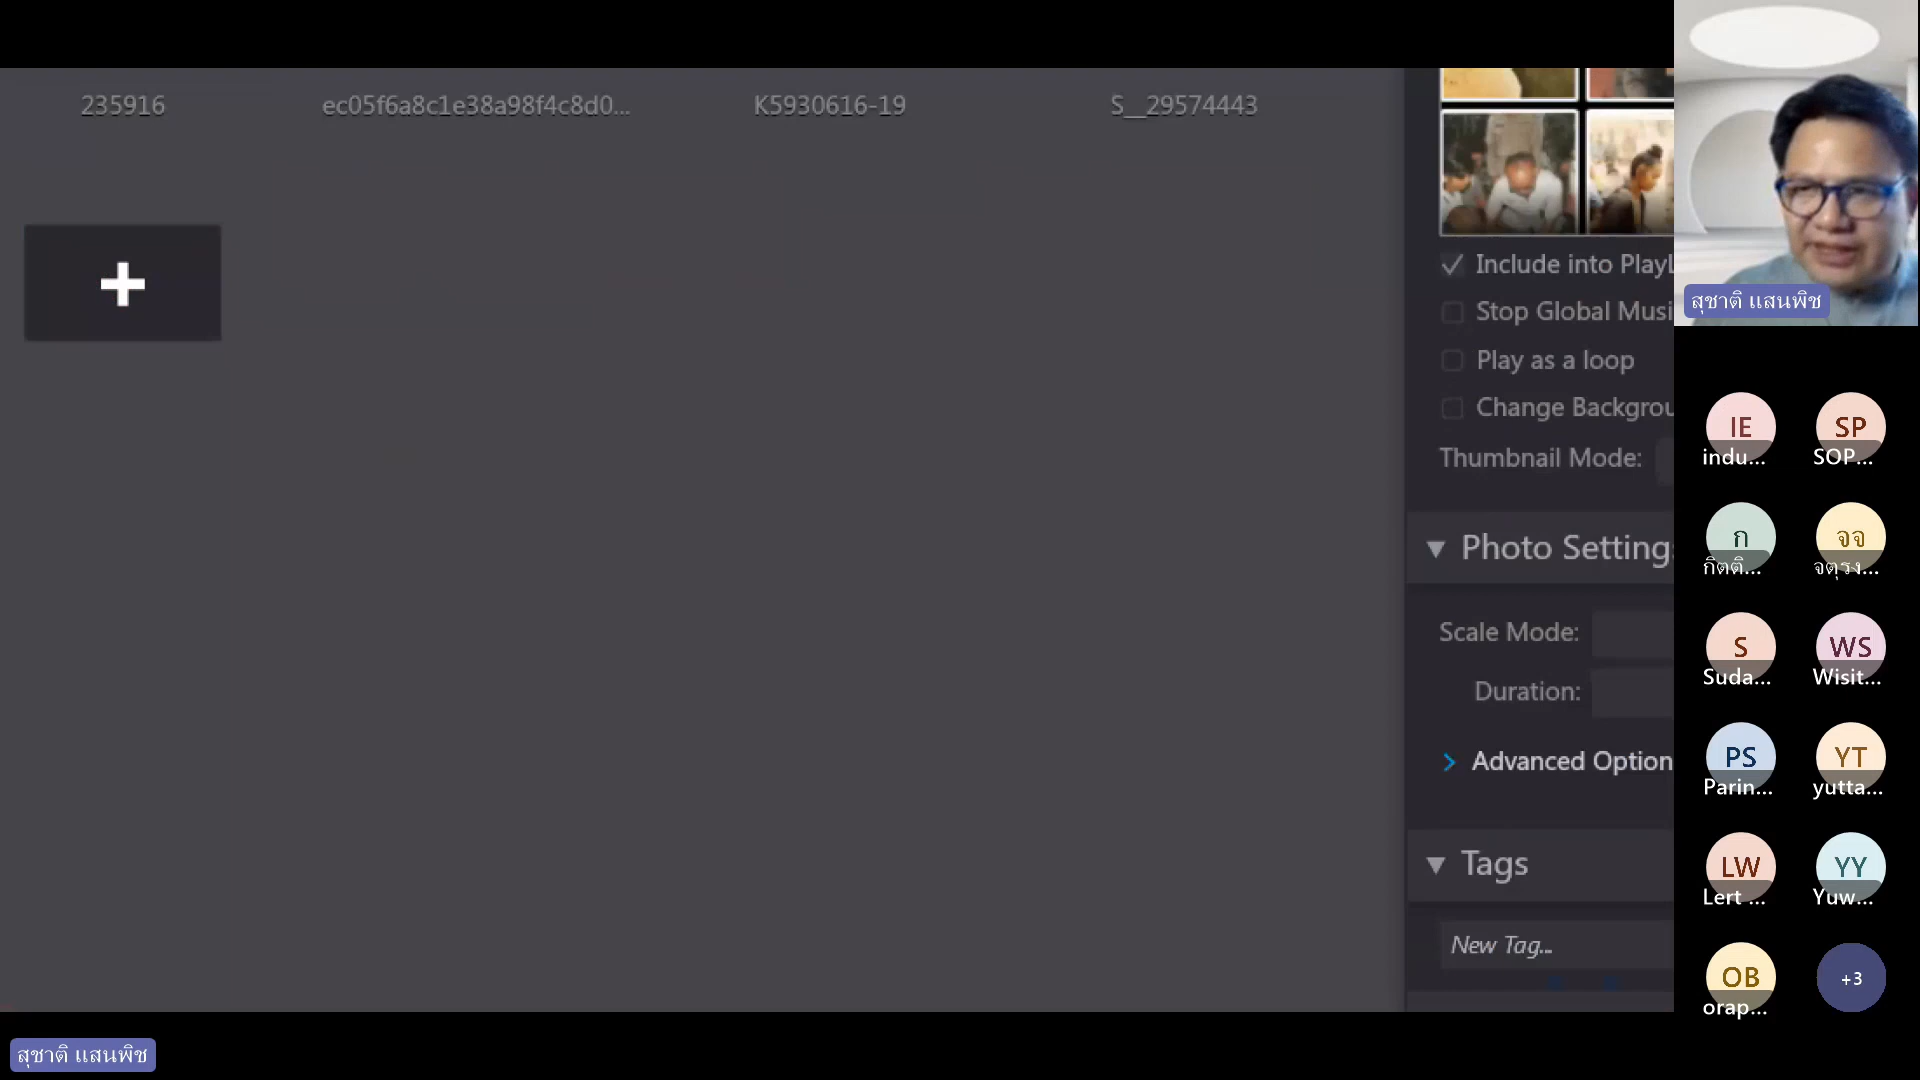 235916
ec05f6a8c1e38a98f4c8d0...
K5930616-19
S__29574443
Include into PlayL
Stop Global Musi
Play as a loop
Change Backgrou
Thumbnail Mode:
Photo Setting
Scale Mode:
Duration:
Advanced Option
Tags
New Tag...
สุชาติ แสนพิช
IE
indu...
SP
SOP...
ก
กิตติ...
จจ
จตุรง...
S
Suda...
WS
Wisit...
PS
Parin...
YT
yutta...
LW
Lert ...
YY
Yuw...
OB
orap...
+3
สุชาติ แสนพิช